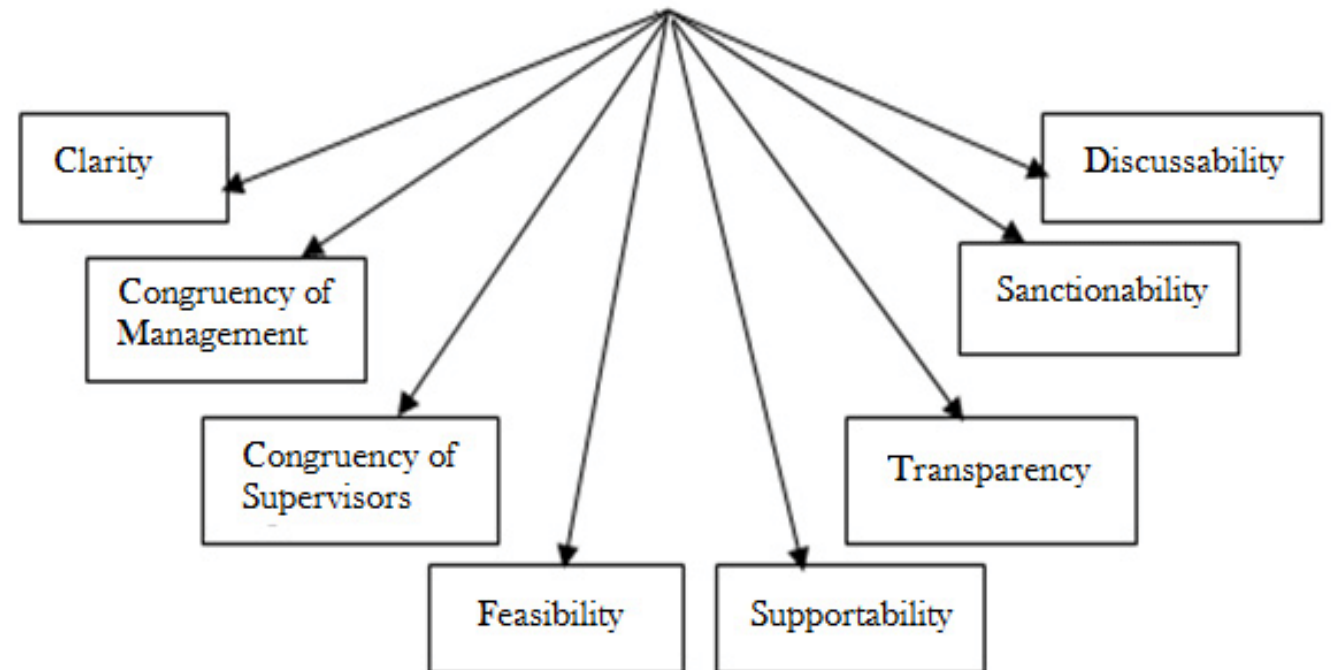 Clarity
Discussability
Congruency of
Management
Sanctionability
Congruency of
Supervisors
Transparency
Feasibility
Supportability